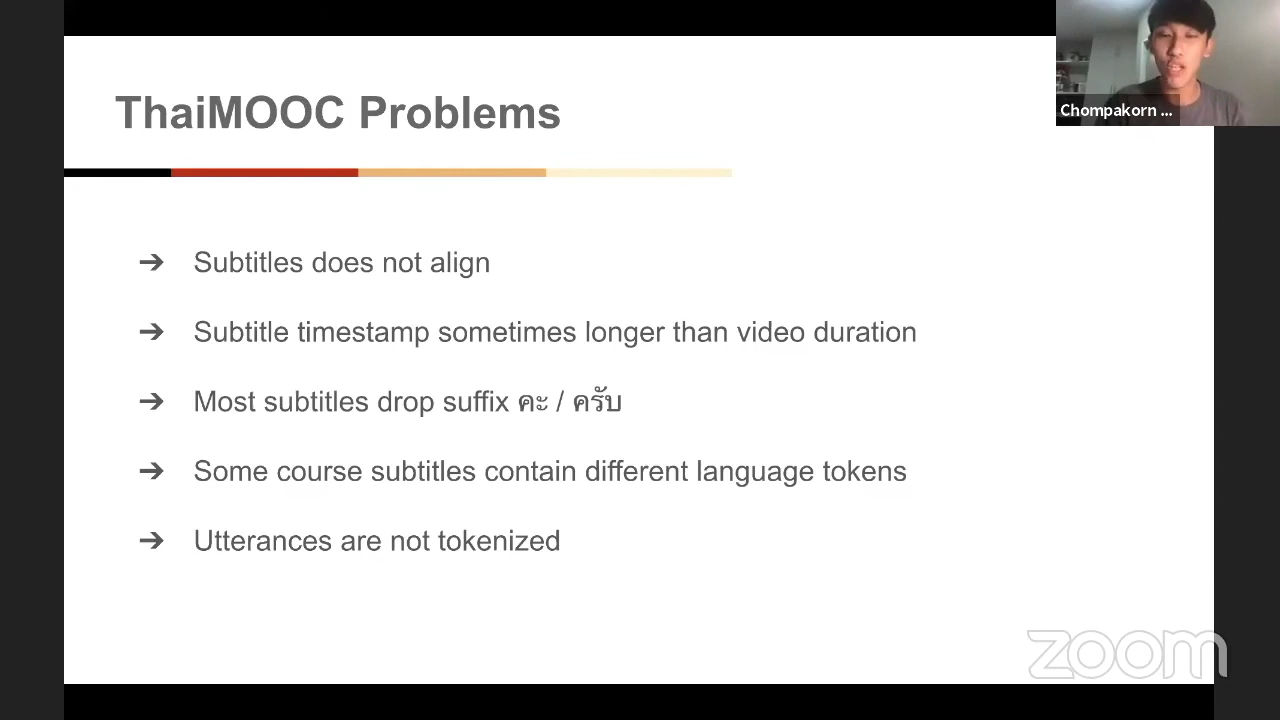 ThaiMOOC Problems
Chompakorn ...
➔ Subtitles does not align
➔ Subtitle timestamp sometimes longer than video duration
➔ Most subtitles drop suffix คะ / ครับ
➔ Some course subtitles contain different language tokens
➔ Utterances are not tokenized
zoom